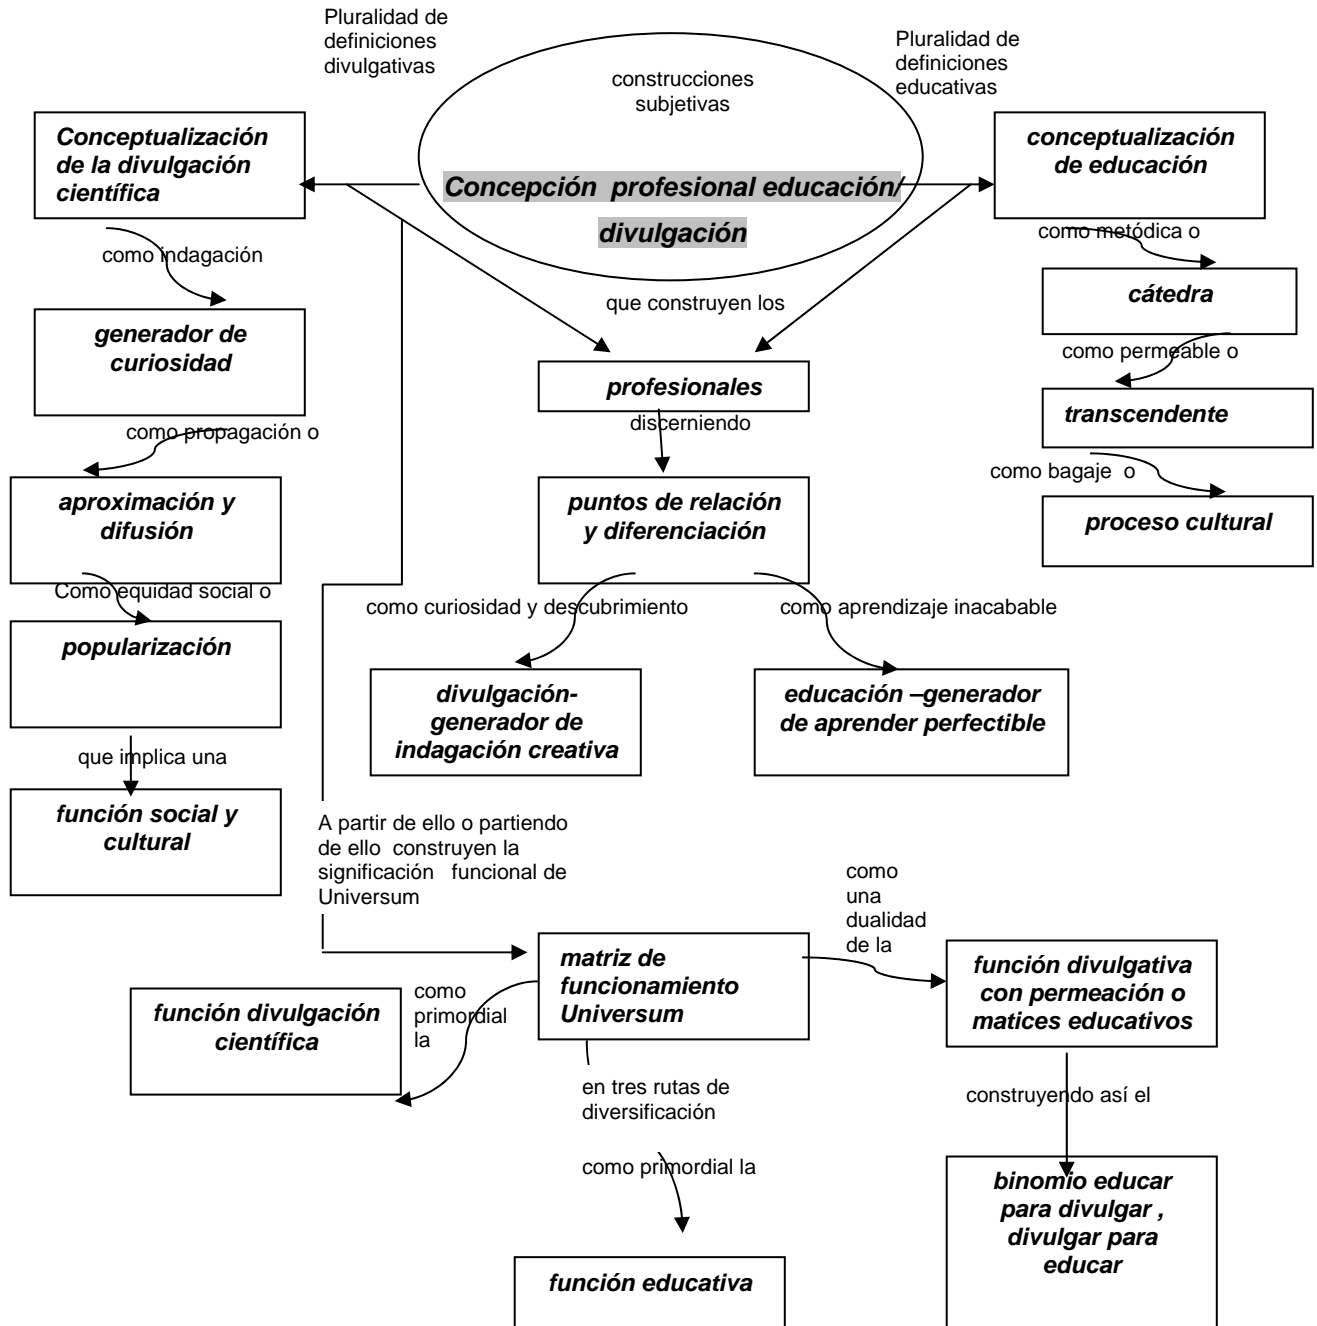 Pluralidad de
definiciones
divulgativas
construcciones
subjetivas
Pluralidad de
definiciones
educativas
Concepción  profesional educación/
divulgación
Conceptualización
de la divulgación
científica
como indagación
generador de
curiosidad
como propagación o
aproximación y
difusión
Como equidad social o
popularización
que implica una
función social y
cultural
conceptualización
de educación
como metódica o
cátedra
como permeable o
transcendente
como bagaje  o
proceso cultural
que construyen los
profesionales
discerniendo
puntos de relación
y diferenciación
como curiosidad y descubrimiento
divulgación-
generador de
indagación creativa
como aprendizaje inacabable
educación –generador
de aprender perfectible
A partir de ello o partiendo
de ello  construyen la
significación   funcional de
Universum
matriz de
funcionamiento
Universum
como
primordial
la
función divulgación
científica
en tres rutas de
diversificación
como primordial la
función educativa
como
una
dualidad
de la
función divulgativa
con permeación o
matices educativos
construyendo así el
binomio educar
para divulgar ,
divulgar para
educar